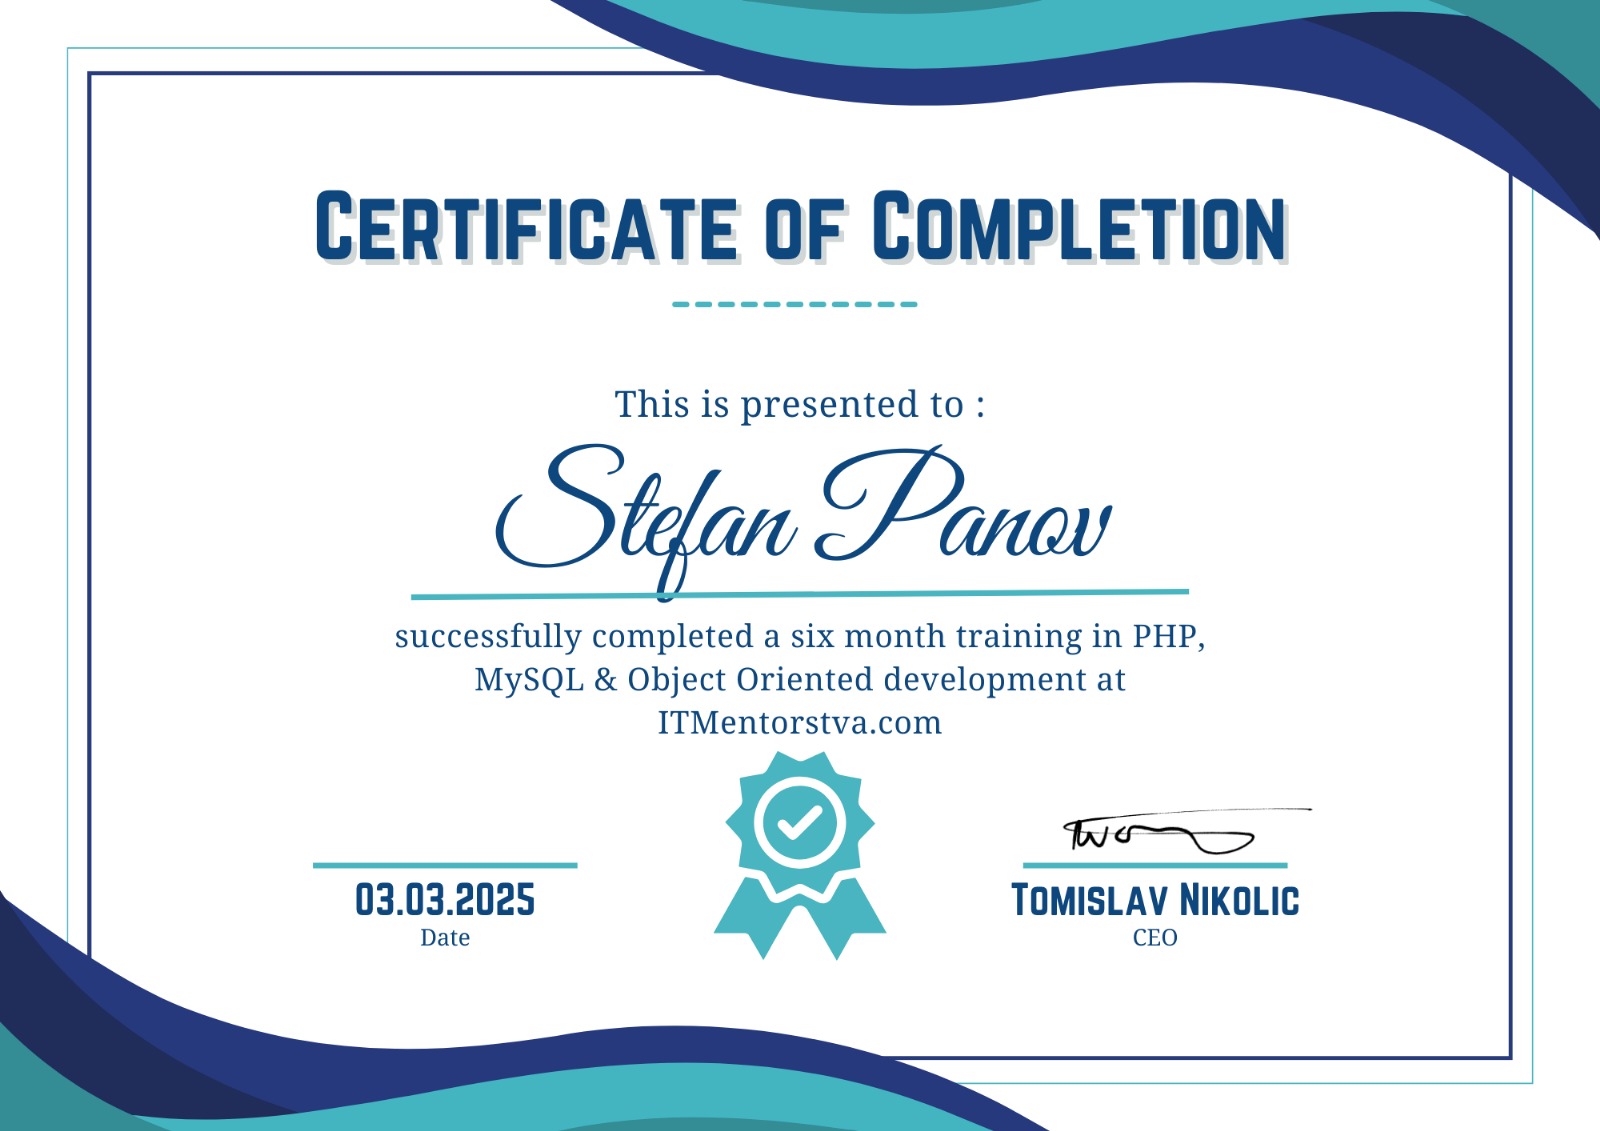 Certificate of Completion
This is presented to :
Stefan Panov
successfully completed a six month training in PHP,
MySQL & Object Oriented development at
ITMentorstva.com
03.03.2025
Date
Tomislav Nikolic
CEO